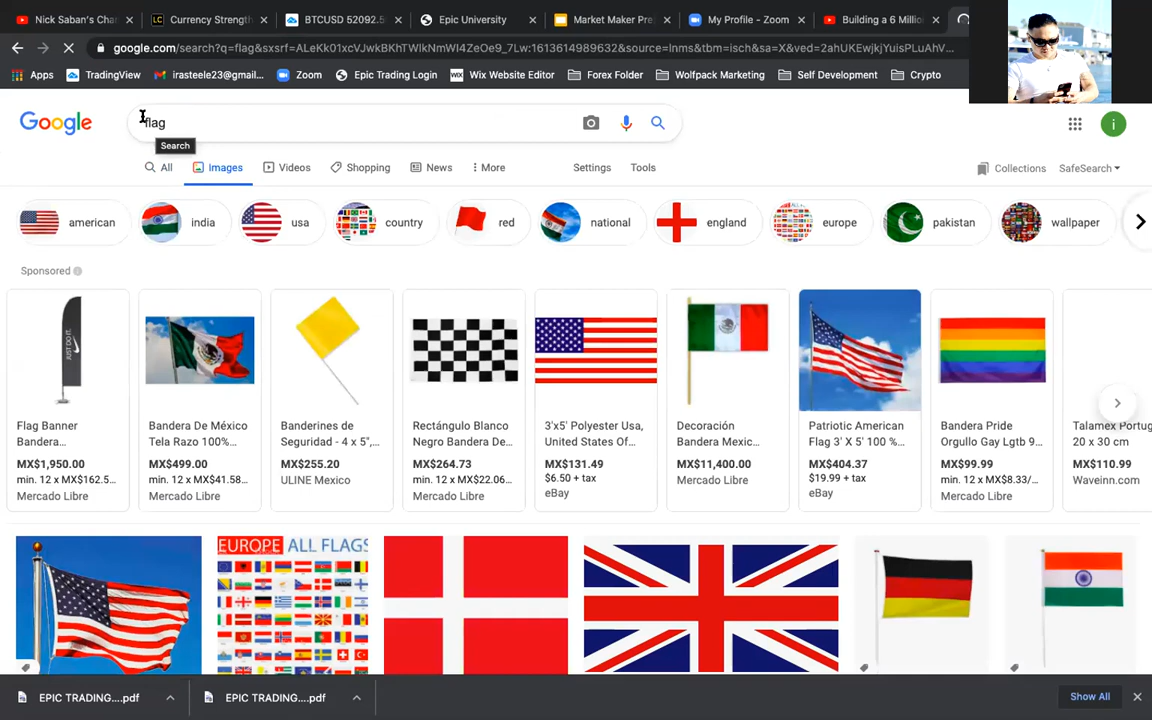 Nick Saban's Char
Currency Strength
BTCUSD 52092.5
Epic University
Market Maker Pre
My Profile - Zoom
Building a 6 Millio
google.com/search?q=flag&sxsrf=ALeKk01xcVJwkBKhTWlkNmWI4ZeOe9_7Lw:1613614989632&source=lnms&tbm=isch&sa=X&ved=2ahUKEwjkjYuisPLuAhV...
Apps
TradingView
irasteele23@gmail...
Zoom
Epic Trading Login
WIX Wix Website Editor
Forex Folder
Wolfpack Marketing
Self Development
Crypto
Google
flag
i
Search
All
Images
Videos
Shopping
News
More
Settings
Tools
Collections
SafeSearch
american
india
usa
country
red
national
england
europe
pakistan
wallpaper
Sponsored
JUST DO IT.
Flag Banner
Bandera...
MX$1,950.00
min. 12 x MX$162.5...
Mercado Libre
Bandera De México
Tela Razo 100%...
MX$499.00
min. 12 x MX$41.58...
Mercado Libre
Banderines de
Seguridad - 4 x 5",...
MX$255.20
ULINE Mexico
Rectángulo Blanco
Negro Bandera De...
MX$264.73
min. 12 x MX$22.06...
Mercado Libre
3'x5' Polyester Usa,
United States Of...
MX$131.49
$6.50 + tax
eBay
Decoración
Bandera Mexic...
MX$11,400.00
Mercado Libre
Patriotic American
Flag 3' X 5' 100 %...
MX$404.37
$19.99 + tax
eBay
Bandera Pride
Orgullo Gay Lgtb 9...
MX$99.99
min. 12 x MX$8.33/...
Mercado Libre
Talamex Portug
20 x 30 cm
MX$110.99
Waveinn.com
EUROPE ALL FLAGS
EPIC TRADING....pdf
EPIC TRADING....pdf
Show All